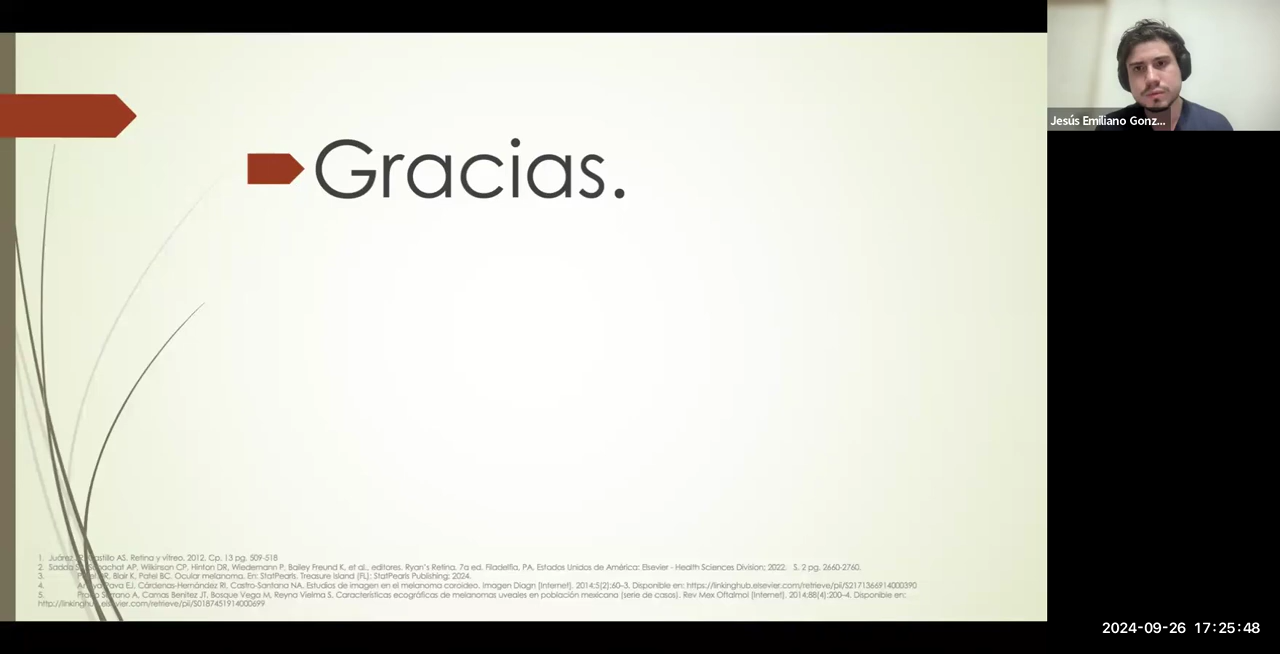 Gracias.
Jesús Emiliano Gonz...
1. Juárez Castillo AS. Retina y vítreo. 2012. Cp. 13 pg. 509-518
2. Sadda SR, Schachat AP, Wilkinson CP, Hinton DR, Wiedemann P, Bailey Freund K, et al., editores. Ryan's Retina. 7a ed. Filadelfia, PA, Estados Unidos de América: Elsevier - Health Sciences Division; 2022. S. 2 pg. 2660-2760.
3. Patel DR, Blair K, Patel BC. Ocular melanoma. En: StatPearls. Treasure Island (FL): StatPearls Publishing; 2024.
4. Nava EJ, Cárdenas-Hernández RI, Castro-Santana NA. Estudios de imagen en el melanoma coroideo. Imagen Diagn [Internet]. 2014;5(2):60–3. Disponible en: https://linkinghub.elsevier.com/retrieve/pii/S2171366914000390
5. Serrano A, Camas Benítez JT, Bosque Vega M, Reyna Vielma S. Características ecográficas de melanomas uveales en población mexicana (serie de casos). Rev Mex Oftalmol [Internet]. 2014;88(4):200–4. Disponible en:
http://linkinghub.elsevier.com/retrieve/pii/S0187451914000699
2024-09-26 17:25:48